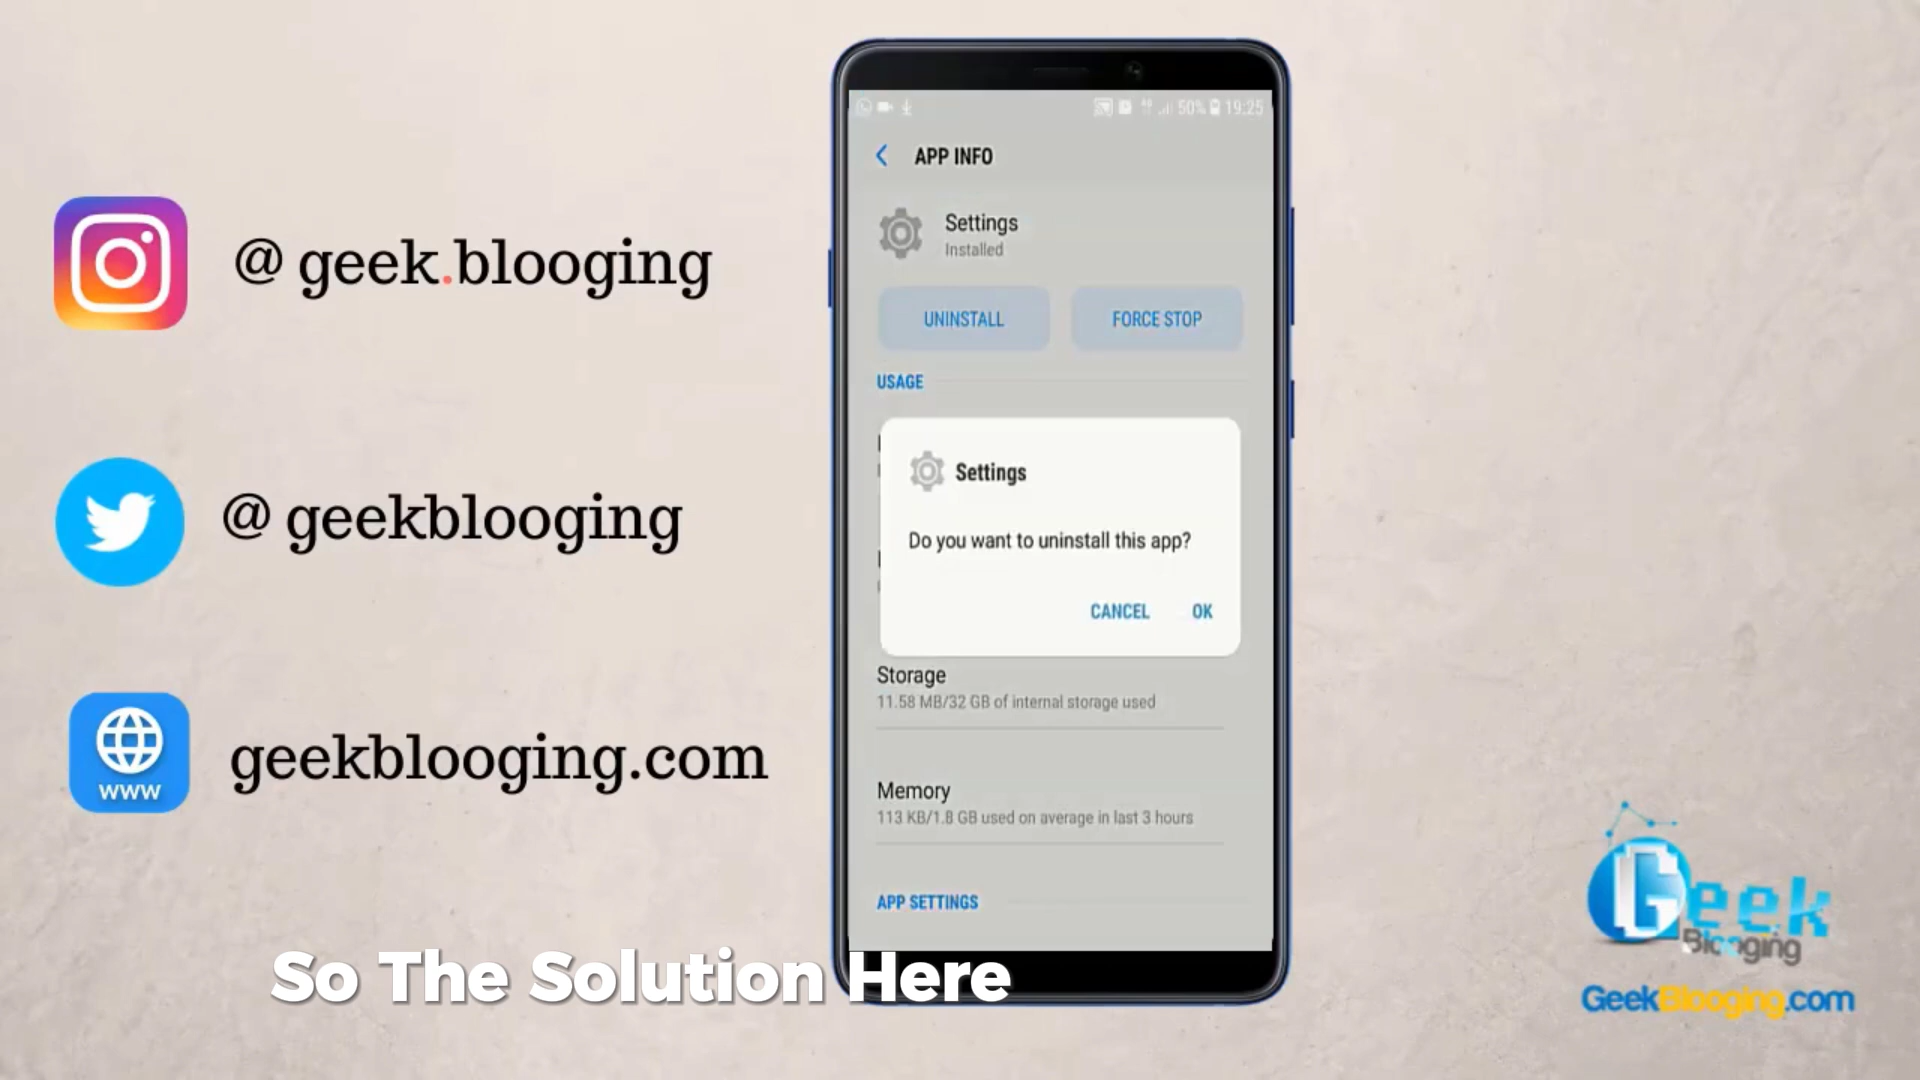 @ geek.blooging
@ geekblooging
www
geekblooging.com
50% 19:25
APP INFO
Settings
Installed
UNINSTALL
FORCE STOP
USAGE
Settings
Do you want to uninstall this app?
CANCEL
OK
Storage
11.58 MB/32 GB of internal storage used
Memory
113 KB/1.8 GB used on average in last 3 hours
APP SETTINGS
So The Solution Here
Geek
Blooging
GeekBlooging.com